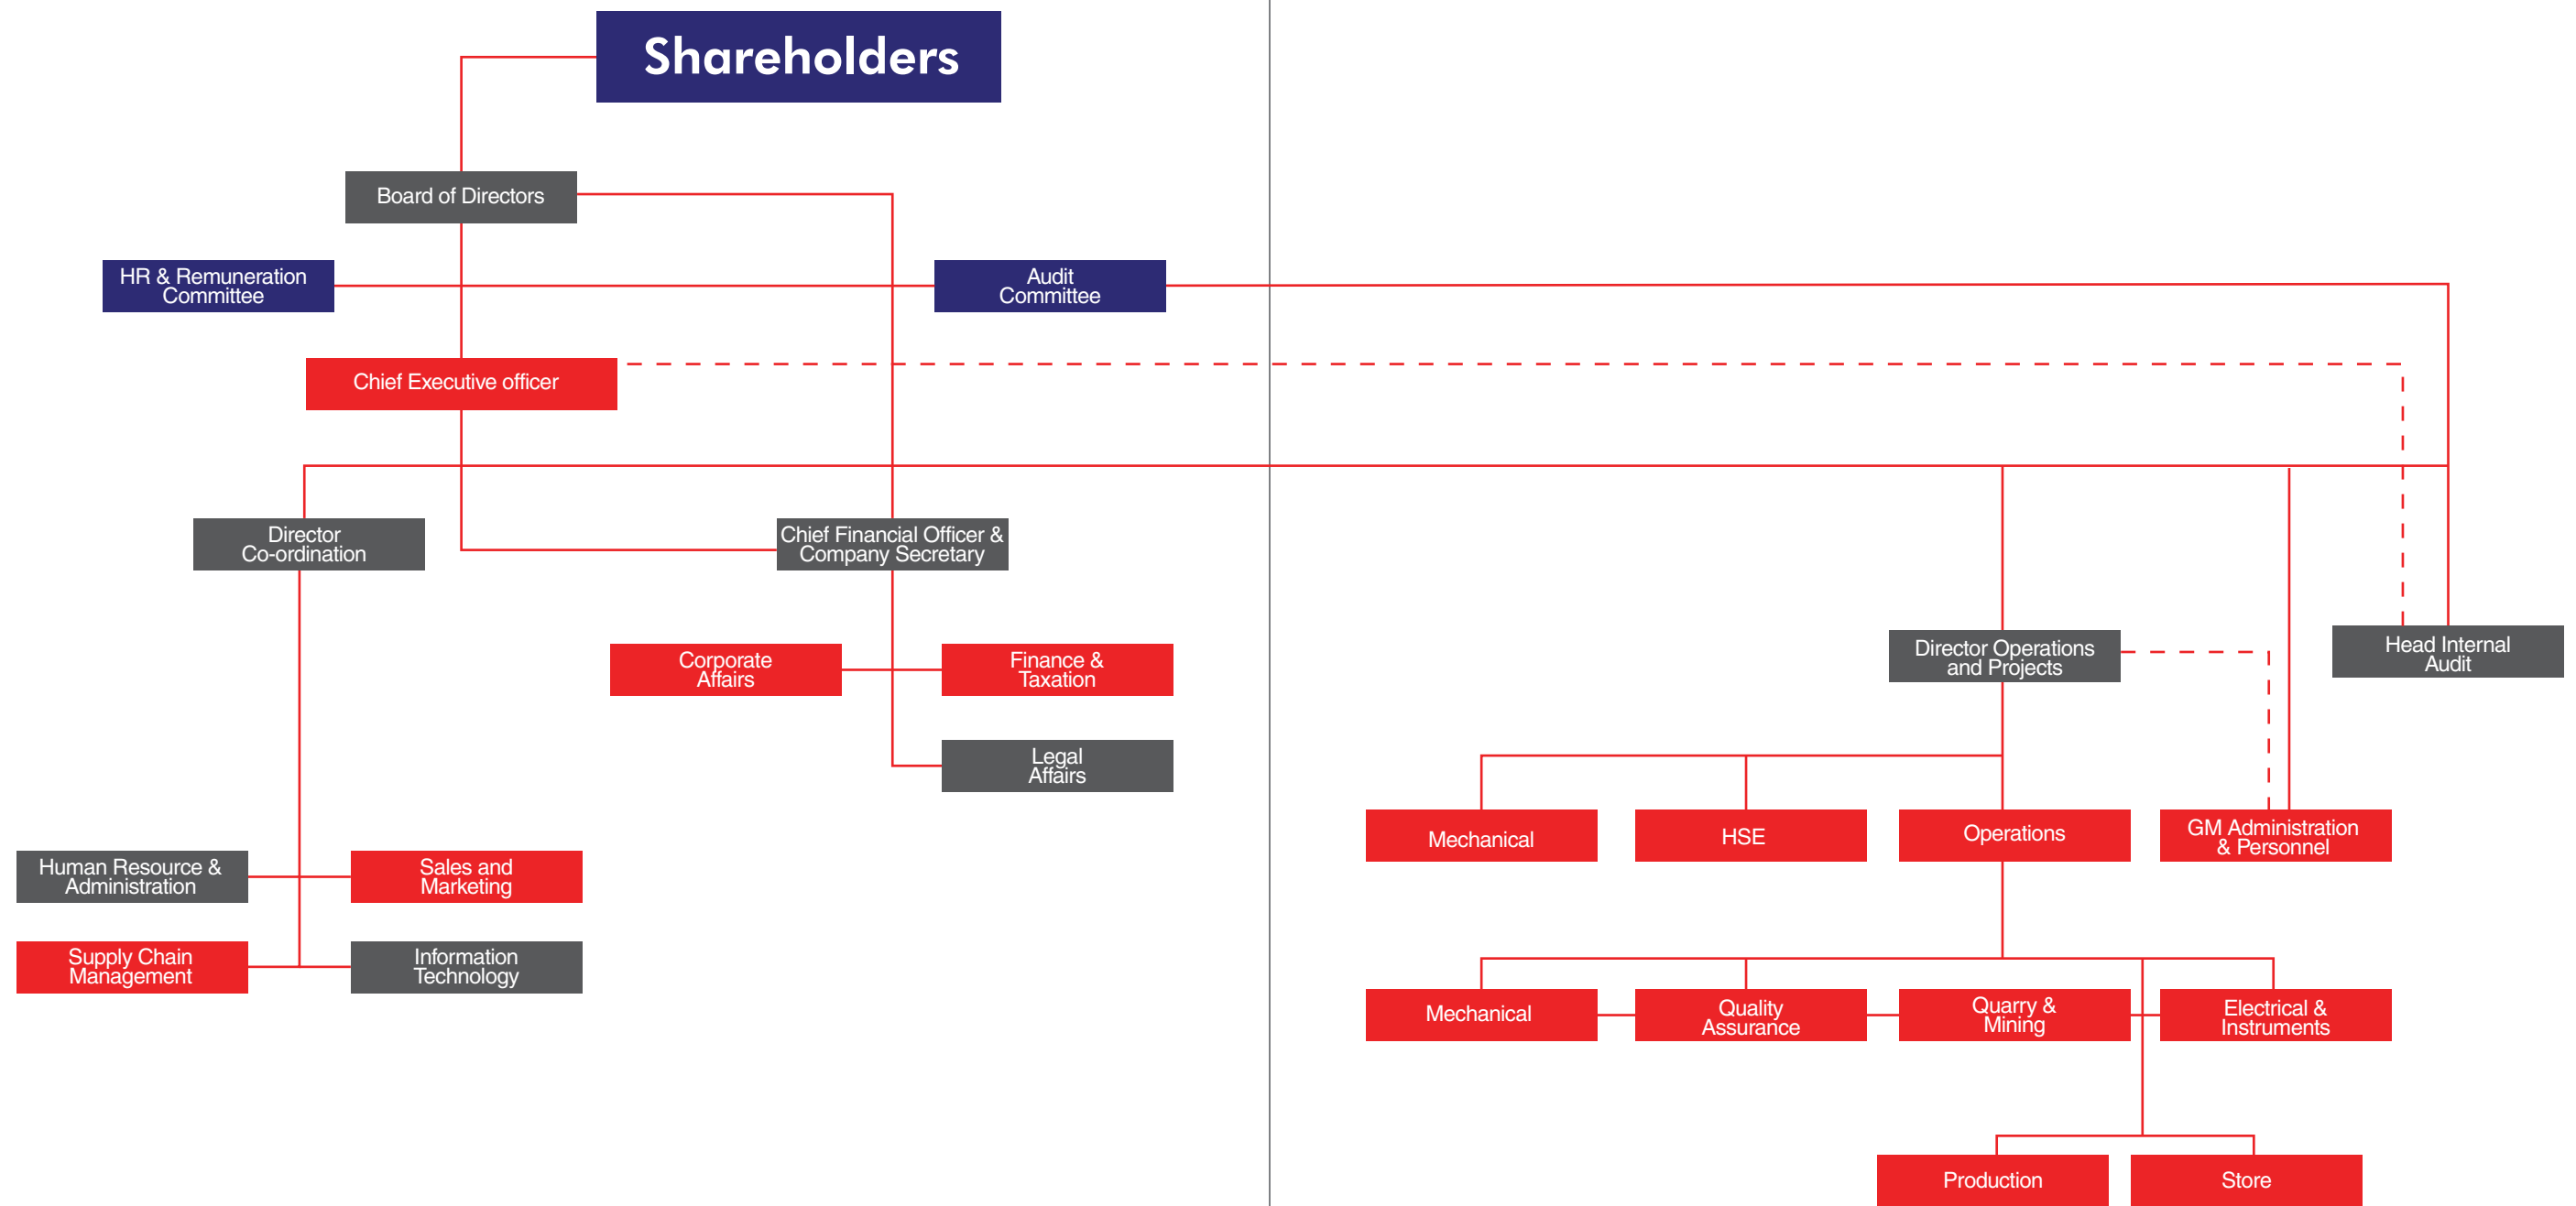 Shareholders
Board of Directors
HR & Remuneration
Committee
Audit
Committee
Chief Executive officer
Director
Co-ordination
Chief Financial Officer &
Company Secretary
Corporate
Affairs
Finance &
Taxation
Legal
Affairs
Human Resource &
Administration
Sales and
Marketing
Supply Chain
Management
Information
Technology
Director Operations
and Projects
Head Internal
Audit
Mechanical
HSE
Operations
GM Administration
& Personnel
Mechanical
Quality
Assurance
Quarry &
Mining
Electrical &
Instruments
Production
Store